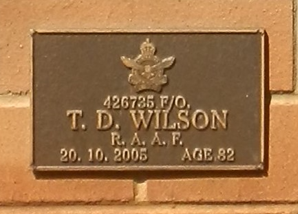 426735 F/O.
T. D. WILSON
R. A. A. F.
20. 10. 2005 AGE 82